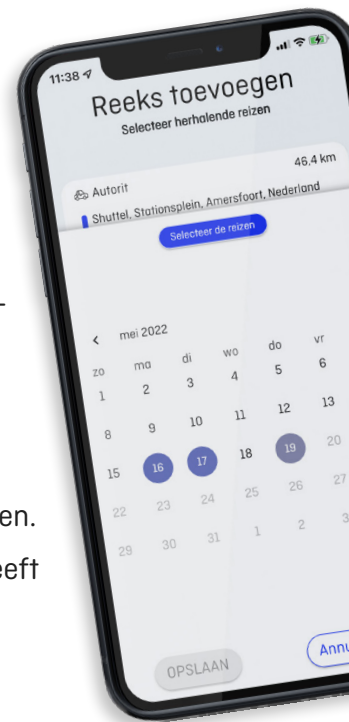 11:38
Reeks toevoegen
Selecteer herhalende reizen
Autorit 46.4 km
Shuttel, Stationsplein, Amersfoort, Nederland
Selecteer de reizen
-
< mei 2022
zo ma di wo do vr
1 2 3 4 5 6
8 9 10 11 12 13
15 16 17 18 19 20
en.
22 23 24 25 26 27
eeft
29 30 31 1 2 3
OPSLAAN